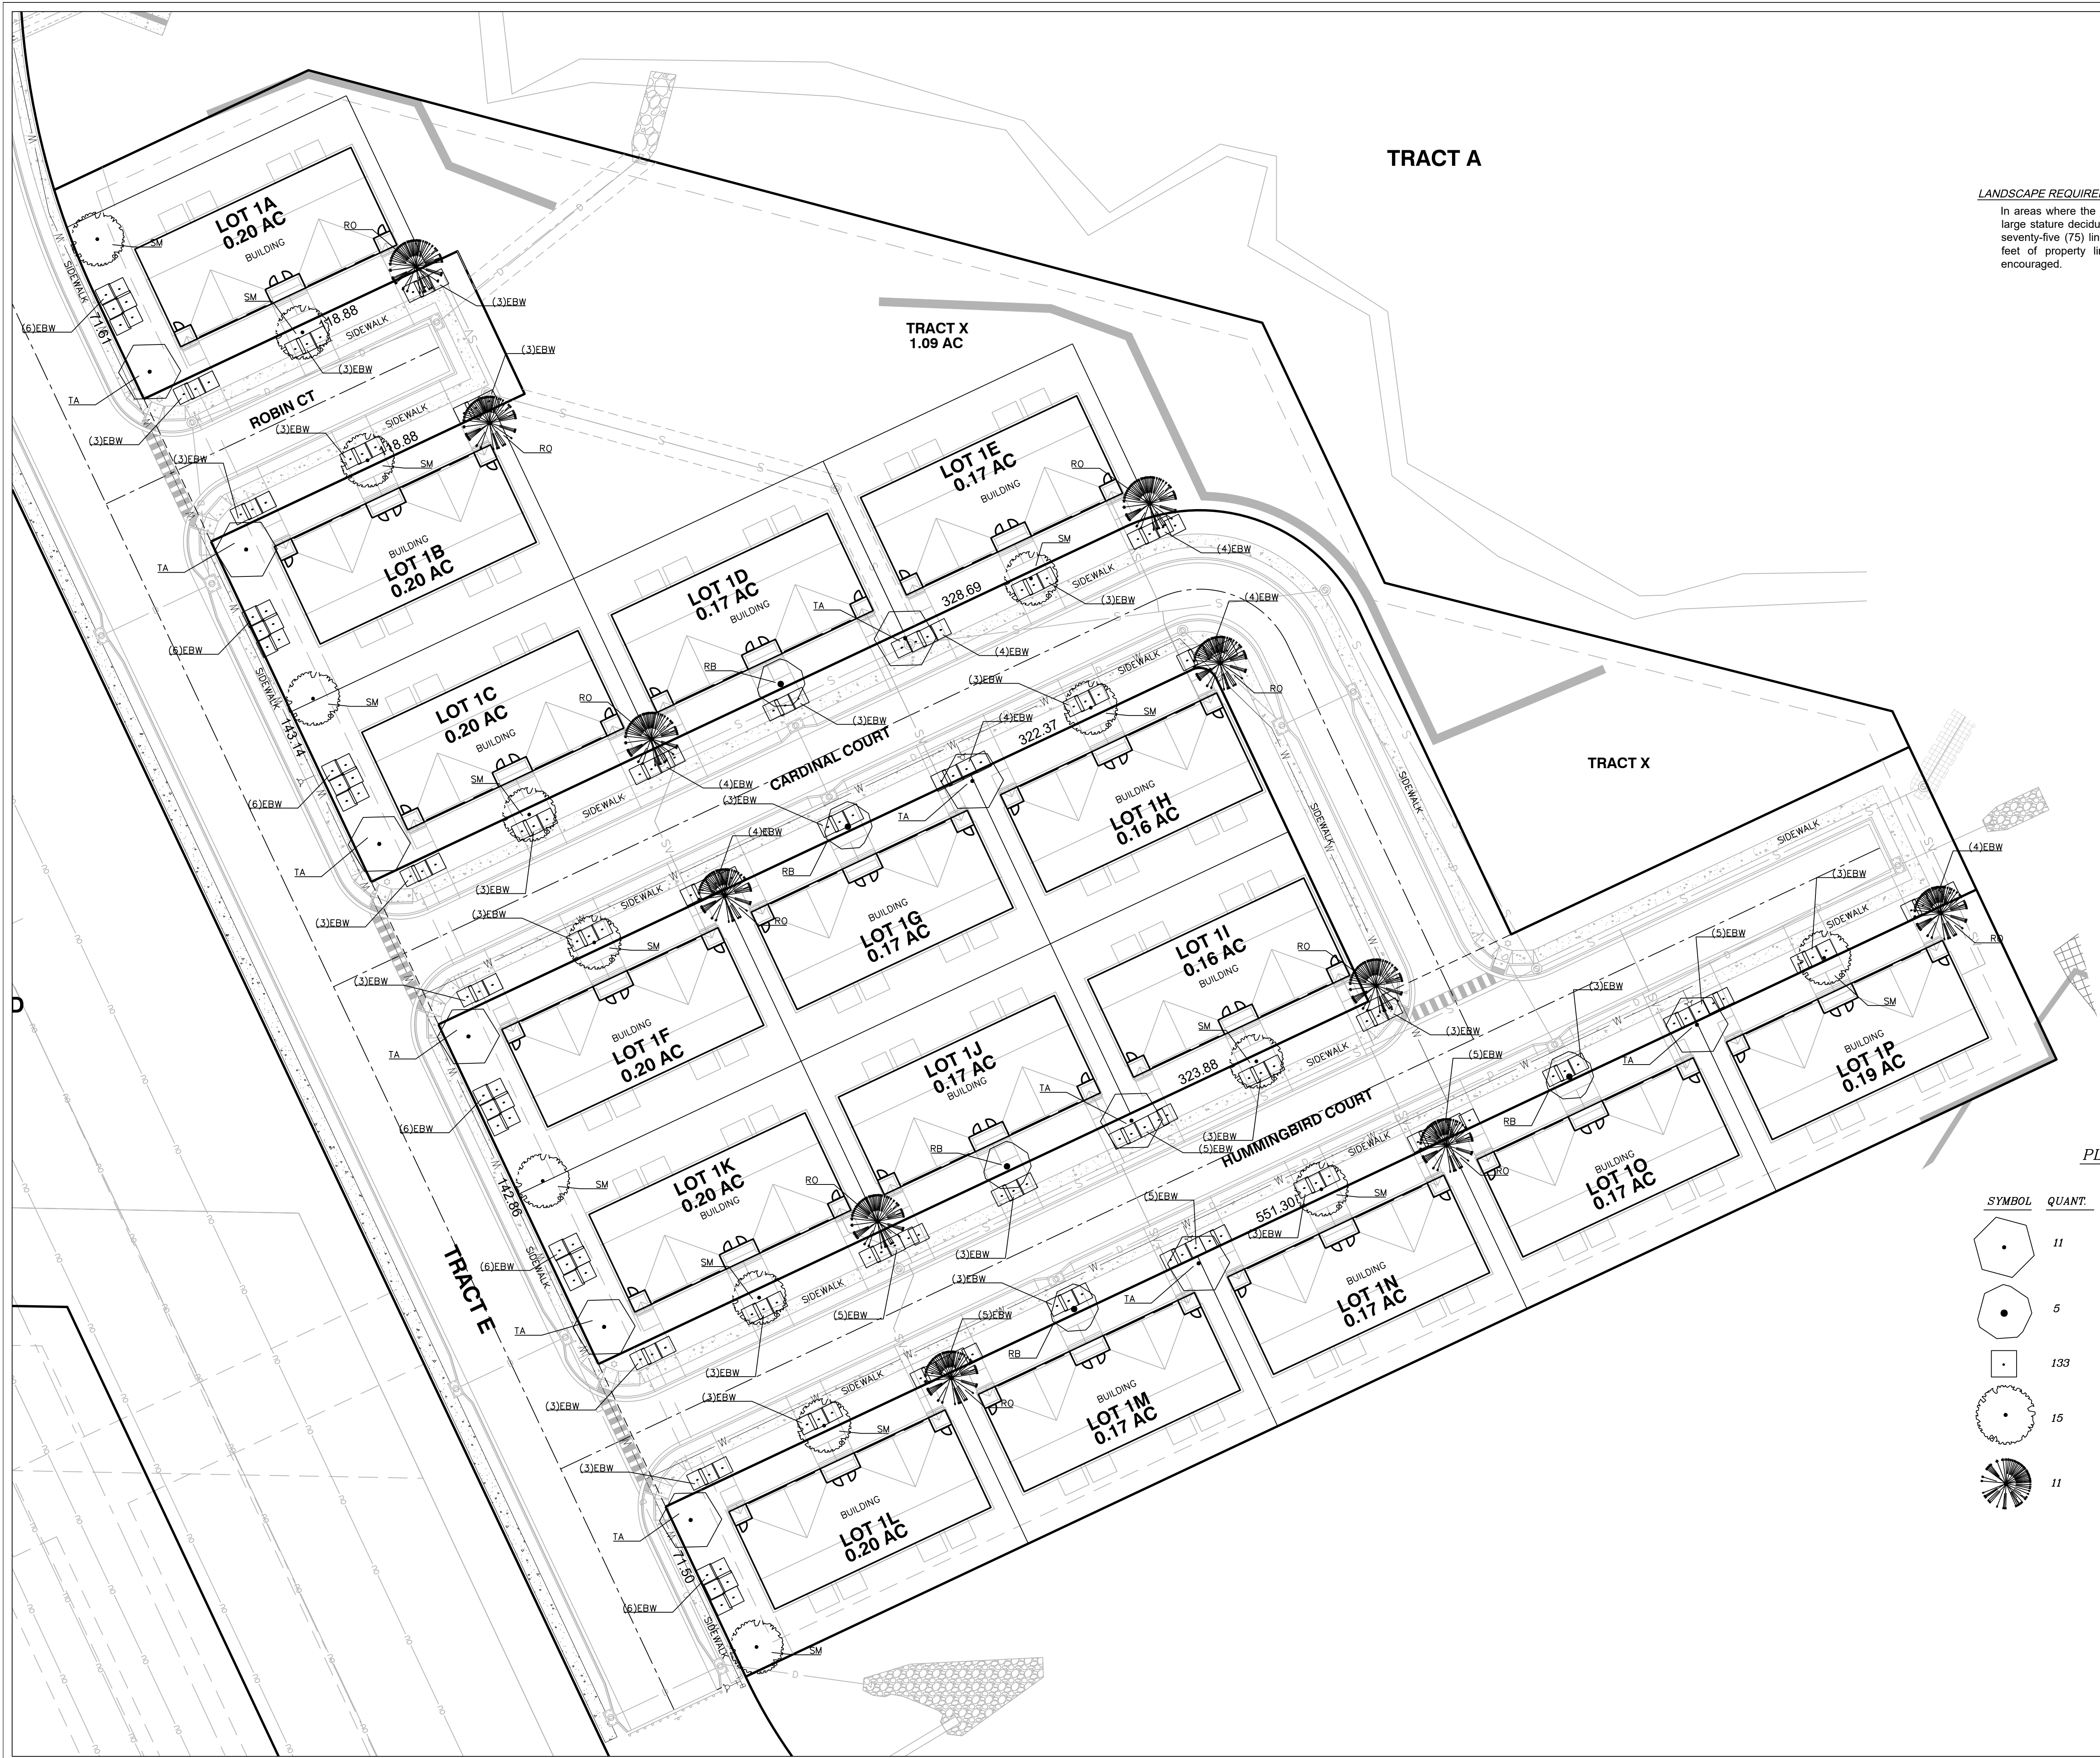 TRACT A
LANDSCAPE REQUIRE
In areas where the
large stature decidu
seventy-five (75) lin
feet of property li
encouraged.
LOT 1A
0.20 AC
BUILDING
RO
SM
SIDEWALK
(6)EBW
71.61
SM
118.88
SIDEWALK
(3)EBW
(3)EBW
TA
(3)EBW
ROBIN CT
(3)EBW
SIDEWALK
(3)EBW
118.88
SM
RO
(3)EBW
TA
BUILDING
LOT 1B
0.20 AC
(6)EBW
SIDEWALK
SM
143.14
(6)EBW
TRACT X
1.09 AC
LOT 1E
0.17 AC
BUILDING
RO
SM
(4)EBW
SIDEWALK
(3)EBW
328.69
LOT 1D
0.17 AC
BUILDING
TA
(4)EBW
RB
(3)EBW
LOT 1C
0.20 AC
BUILDING
RO
SM
(4)EBW
SIDEWALK
TA
(3)EBW
(3)EBW
CARDINAL COURT
(4)EBW
RO
SIDEWALK
(3)EBW
SM
322.37
(4)EBW
TA
BUILDING
LOT 1H
0.16 AC
(3)EBW
RB
(4)EBW
RO
BUILDING
LOT 1G
0.17 AC
SIDEWALK
(3)EBW
SM
(3)EBW
TA
BUILDING
LOT 1F
0.20 AC
(6)EBW
SM
142.86
SIDEWALK
(6)EBW
TA
TRACT E
D
SIDEWALK
SIDEWALK
TRACT X
SIDEWALK
LOT 1I
0.16 AC
BUILDING
RO
SM
(3)EBW
SIDEWALK
323.88
(3)EBW
(5)EBW
TA
LOT 1J
0.17 AC
BUILDING
RB
(3)EBW
LOT 1K
0.20 AC
BUILDING
RO
SM
(5)EBW
SIDEWALK
(3)EBW
(3)EBW
HUMMINGBIRD COURT
(4)EBW
RO
(3)EBW
SIDEWALK
SM
(5)EBW
TA
BUILDING
LOT 1P
0.19 AC
(3)EBW
RB
BUILDING
LOT 1O
0.17 AC
(5)EBW
RO
SIDEWALK
SM
(3)EBW
551.30
BUILDING
LOT 1N
0.17 AC
(5)EBW
TA
(3)EBW
RB
BUILDING
LOT 1M
0.17 AC
(5)EBW
RO
SIDEWALK
(3)EBW
SM
(3)EBW
TA
BUILDING
LOT 1L
0.20 AC
71.50
(6)EBW
SIDEWALK
SM
PL
SYMBOL QUANT.
11
5
133
15
11